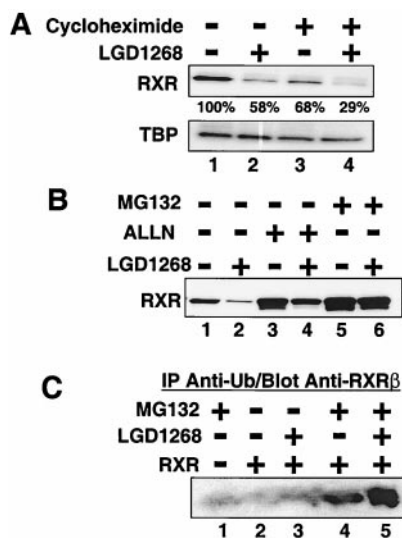 A
Cycloheximide - - + +
LGD1268 - + - +
RXR
100% 58% 68% 29%
TBP
1 2 3 4
B
MG132 - - - - + +
ALLN - - + + - -
LGD1268 - + - + - +
RXR
1 2 3 4 5 6
C
IP Anti-Ub/Blot Anti-RXRβ
MG132 + - - + +
LGD1268 - - + - +
RXR - + + + +
1 2 3 4 5